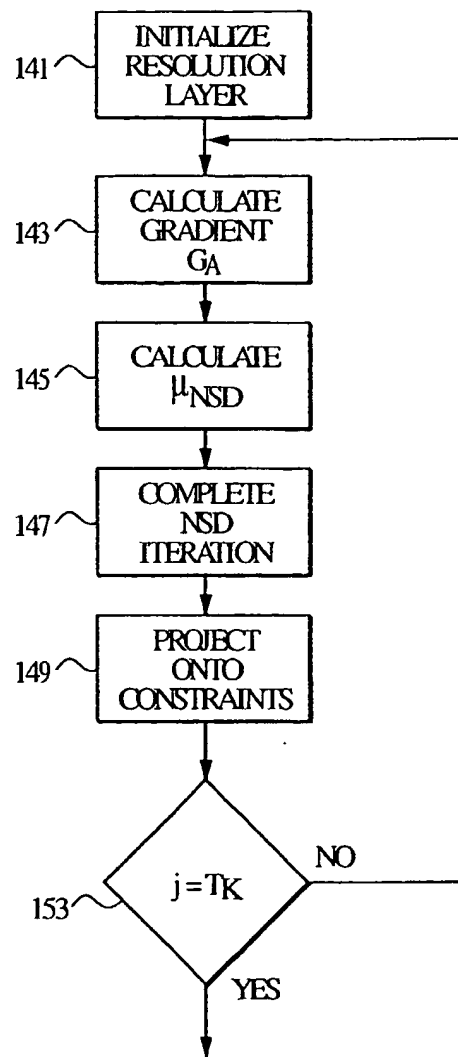 141
INITIALIZE
RESOLUTION
LAYER
143
CALCULATE
GRADIENT
GA
145
CALCULATE
μNSD
147
COMPLETE
NSD
ITERATION
149
PROJECT
ONTO
CONSTRAINTS
153
j=TK
NO
YES